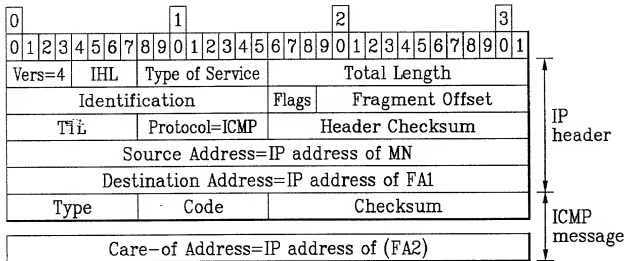 0 1 2 3
0 1 2 3 4 5 6 7 8 9 0 1 2 3 4 5 6 7 8 9 0 1 2 3 4 5 6 7 8 9 0 1
Vers=4 IHL Type of Service Total Length
Identification Flags Fragment Offset
TTL Protocol=ICMP Header Checksum
Source Address=IP address of MN
Destination Address=IP address of FA1
IP header
Type Code Checksum
Care-of Address=IP address of (FA2)
ICMP message